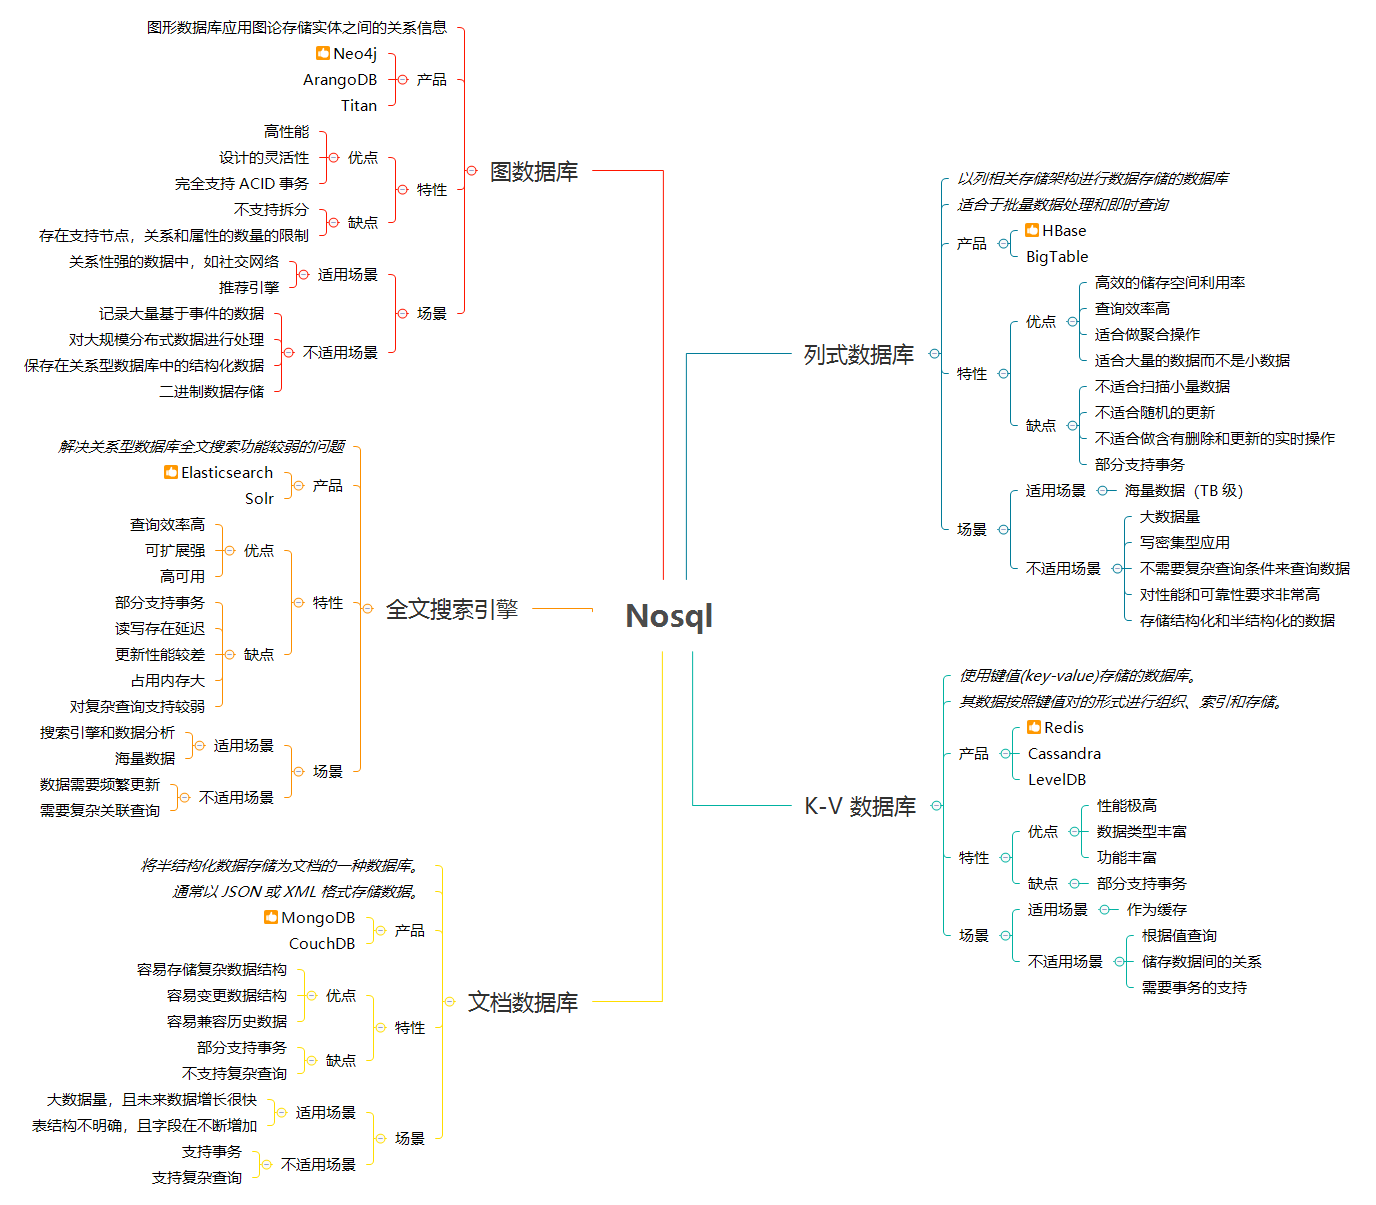 Nosql
图数据库
图形数据库应用图论存储实体之间的关系信息
产品
Neo4j
ArangoDB
Titan
特性
优点
高性能
设计的灵活性
完全支持 ACID 事务
缺点
不支持拆分
存在支持节点，关系和属性的数量的限制
场景
适用场景
关系性强的数据中，如社交网络
推荐引擎
不适用场景
记录大量基于事件的数据
对大规模分布式数据进行处理
保存在关系型数据库中的结构化数据
二进制数据存储
全文搜索引擎
解决关系型数据库全文搜索功能较弱的问题
产品
Elasticsearch
Solr
特性
优点
查询效率高
可扩展强
高可用
缺点
部分支持事务
读写存在延迟
更新性能较差
占用内存大
对复杂查询支持较弱
场景
适用场景
搜索引擎和数据分析
海量数据
不适用场景
数据需要频繁更新
需要复杂关联查询
文档数据库
将半结构化数据存储为文档的一种数据库。
通常以 JSON 或 XML 格式存储数据。
产品
MongoDB
CouchDB
特性
优点
容易存储复杂数据结构
容易变更数据结构
容易兼容历史数据
缺点
部分支持事务
不支持复杂查询
场景
适用场景
大数据量，且未来数据增长很快
表结构不明确，且字段在不断增加
不适用场景
支持事务
支持复杂查询
列式数据库
以列相关存储架构进行数据存储的数据库
适合于批量数据处理和即时查询
产品
HBase
BigTable
特性
优点
高效的储存空间利用率
查询效率高
适合做聚合操作
适合大量的数据而不是小数据
缺点
不适合扫描小量数据
不适合随机的更新
不适合做含有删除和更新的实时操作
部分支持事务
场景
适用场景
海量数据（TB 级）
不适用场景
大数据量
写密集型应用
不需要复杂查询条件来查询数据
对性能和可靠性要求非常高
存储结构化和半结构化的数据
K-V 数据库
使用键值(key-value)存储的数据库。
其数据按照键值对的形式进行组织、索引和存储。
产品
Redis
Cassandra
LevelDB
特性
优点
性能极高
数据类型丰富
功能丰富
缺点
部分支持事务
场景
适用场景
作为缓存
不适用场景
根据值查询
储存数据间的关系
需要事务的支持